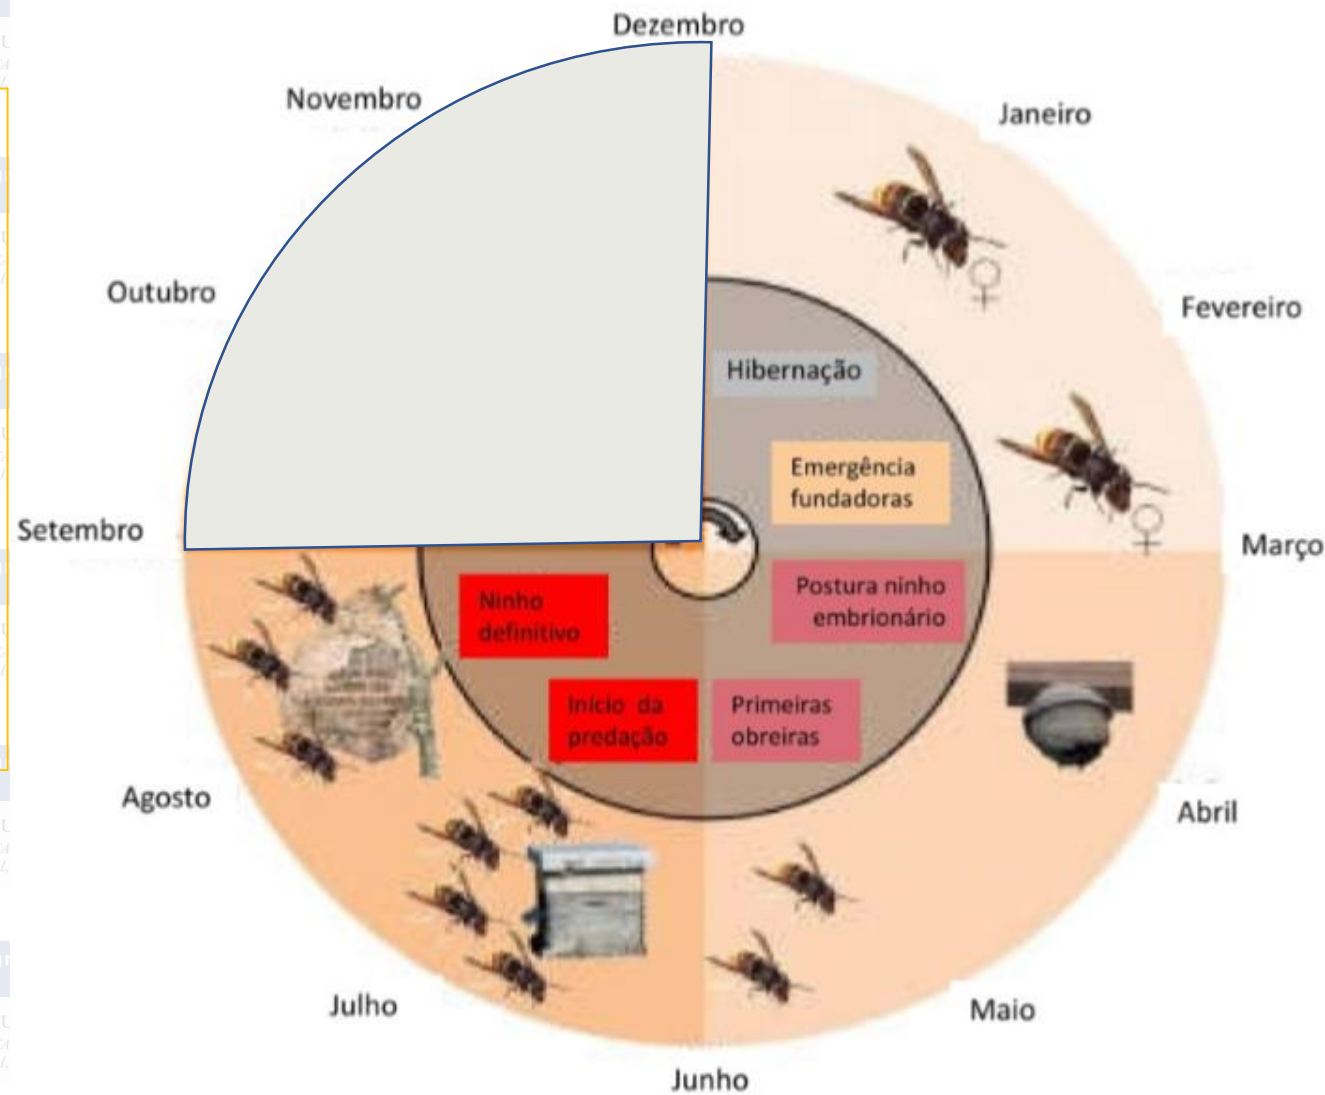 Dezembro
Novembro
Janeiro
Outubro
Fevereiro
Hibernação
Emergência
fundadoras
Setembro
Março
Ninho
definitivo
Postura ninho
embrionário
Início da
predação
Primeiras
obreiras
Agosto
Abril
Julho
Maio
Junho